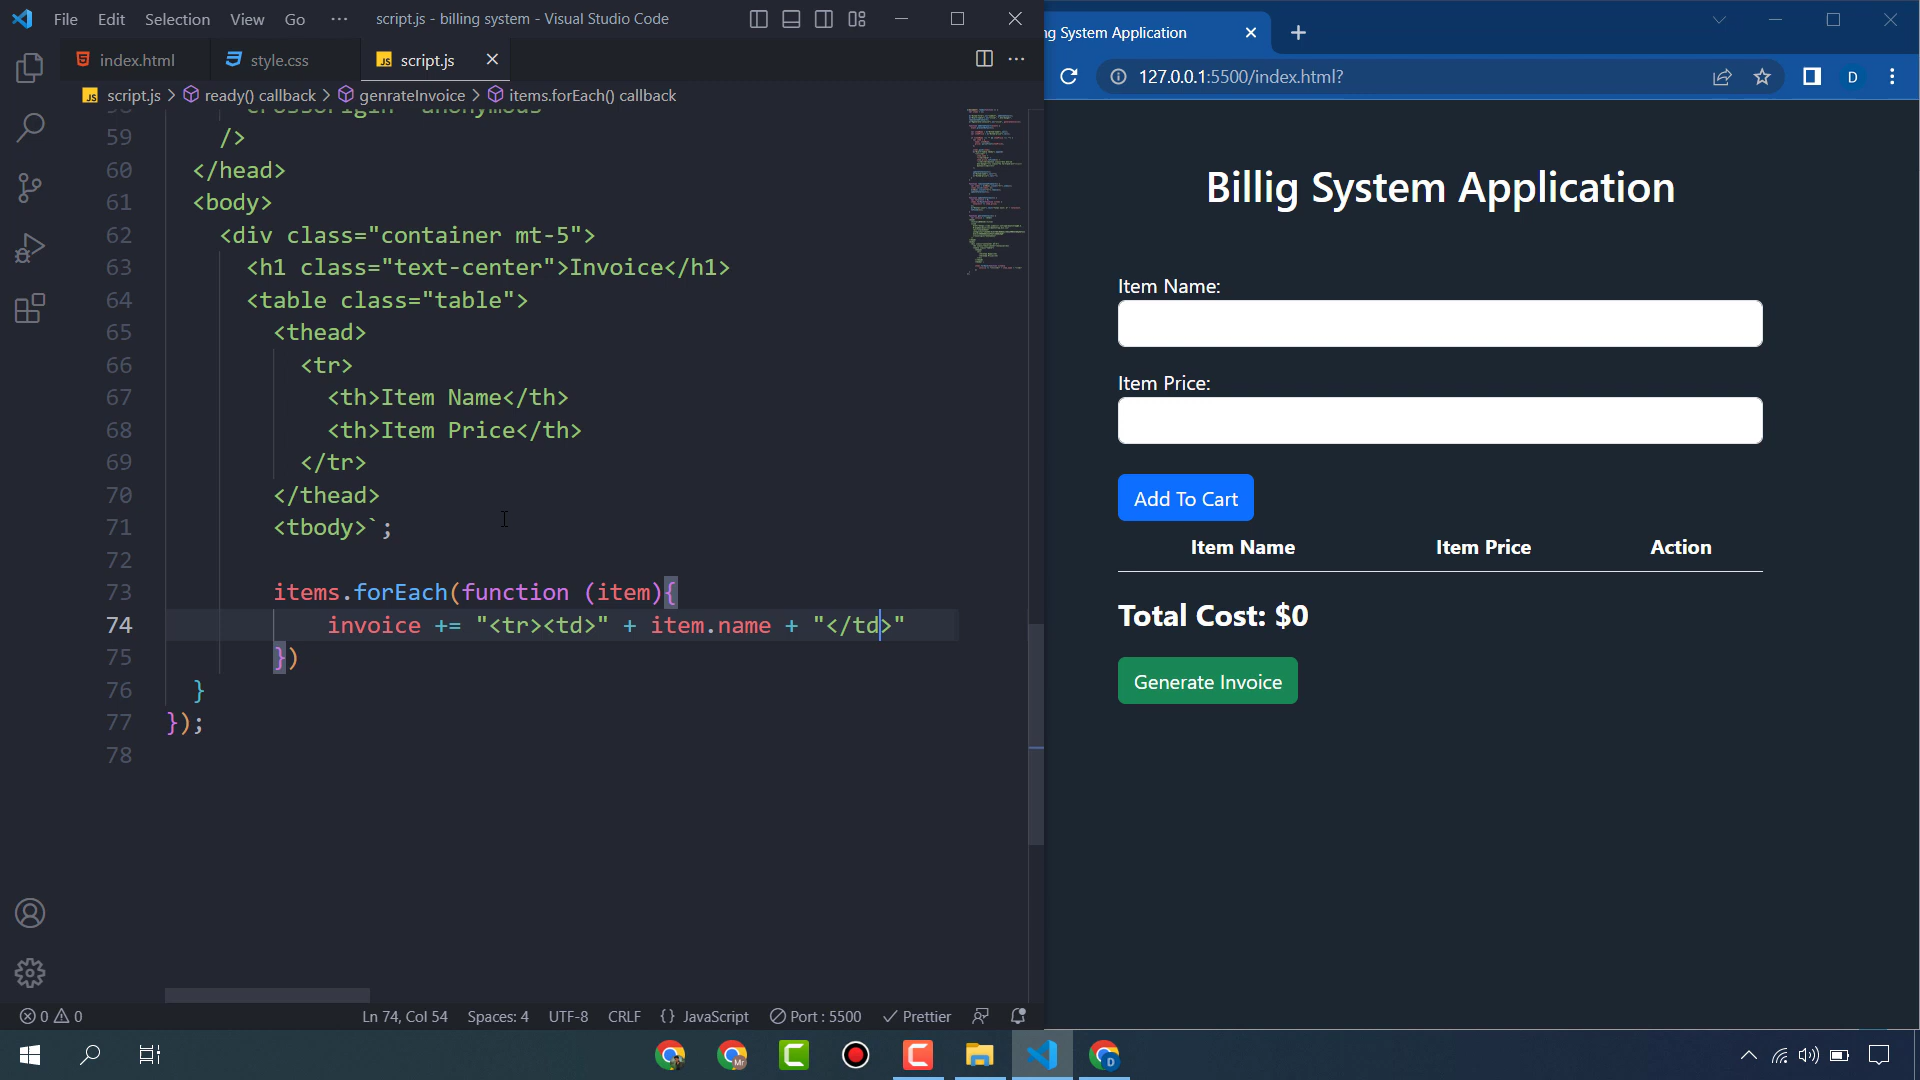 File Edit Selection View Go ··· script.js - billing system - Visual Studio Code
index.html style.css JS script.js
JS script.js > ready() callback > genrateInvoice > items.forEach() callback
59 />
60 </head>
61 <body>
62 <div class="container mt-5">
63 <h1 class="text-center">Invoice</h1>
64 <table class="table">
65 <thead>
66 <tr>
67 <th>Item Name</th>
68 <th>Item Price</th>
69 </tr>
70 </thead>
71 <tbody>`;
72
73 items.forEach(function (item){
74 invoice += "<tr><td>" + item.name + "</td>"
75 })
76 }
77 });
78
0 0 Ln 74, Col 54 Spaces: 4 UTF-8 CRLF {} JavaScript Port : 5500 Prettier
ng System Application
127.0.0.1:5500/index.html?
D
Billig System Application
Item Name:
Item Price:
Add To Cart
Item Name Item Price Action
Total Cost: $0
Generate Invoice